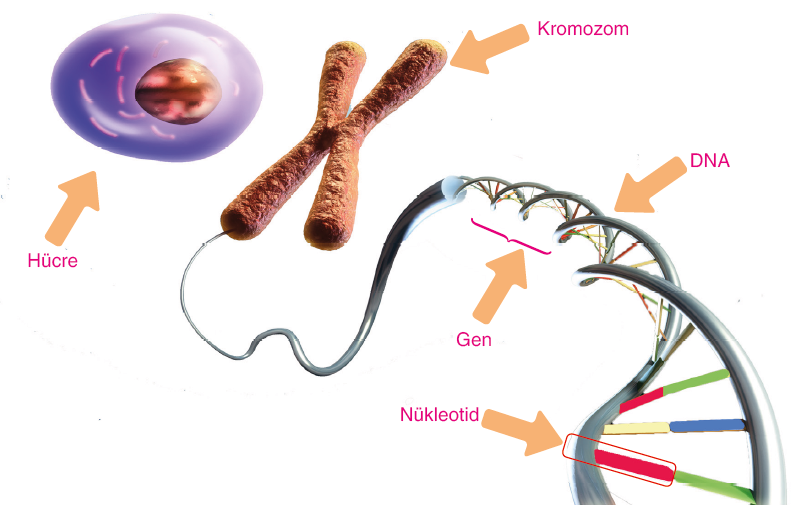 Kromozom
DNA
Hücre
Gen
Nükleotid